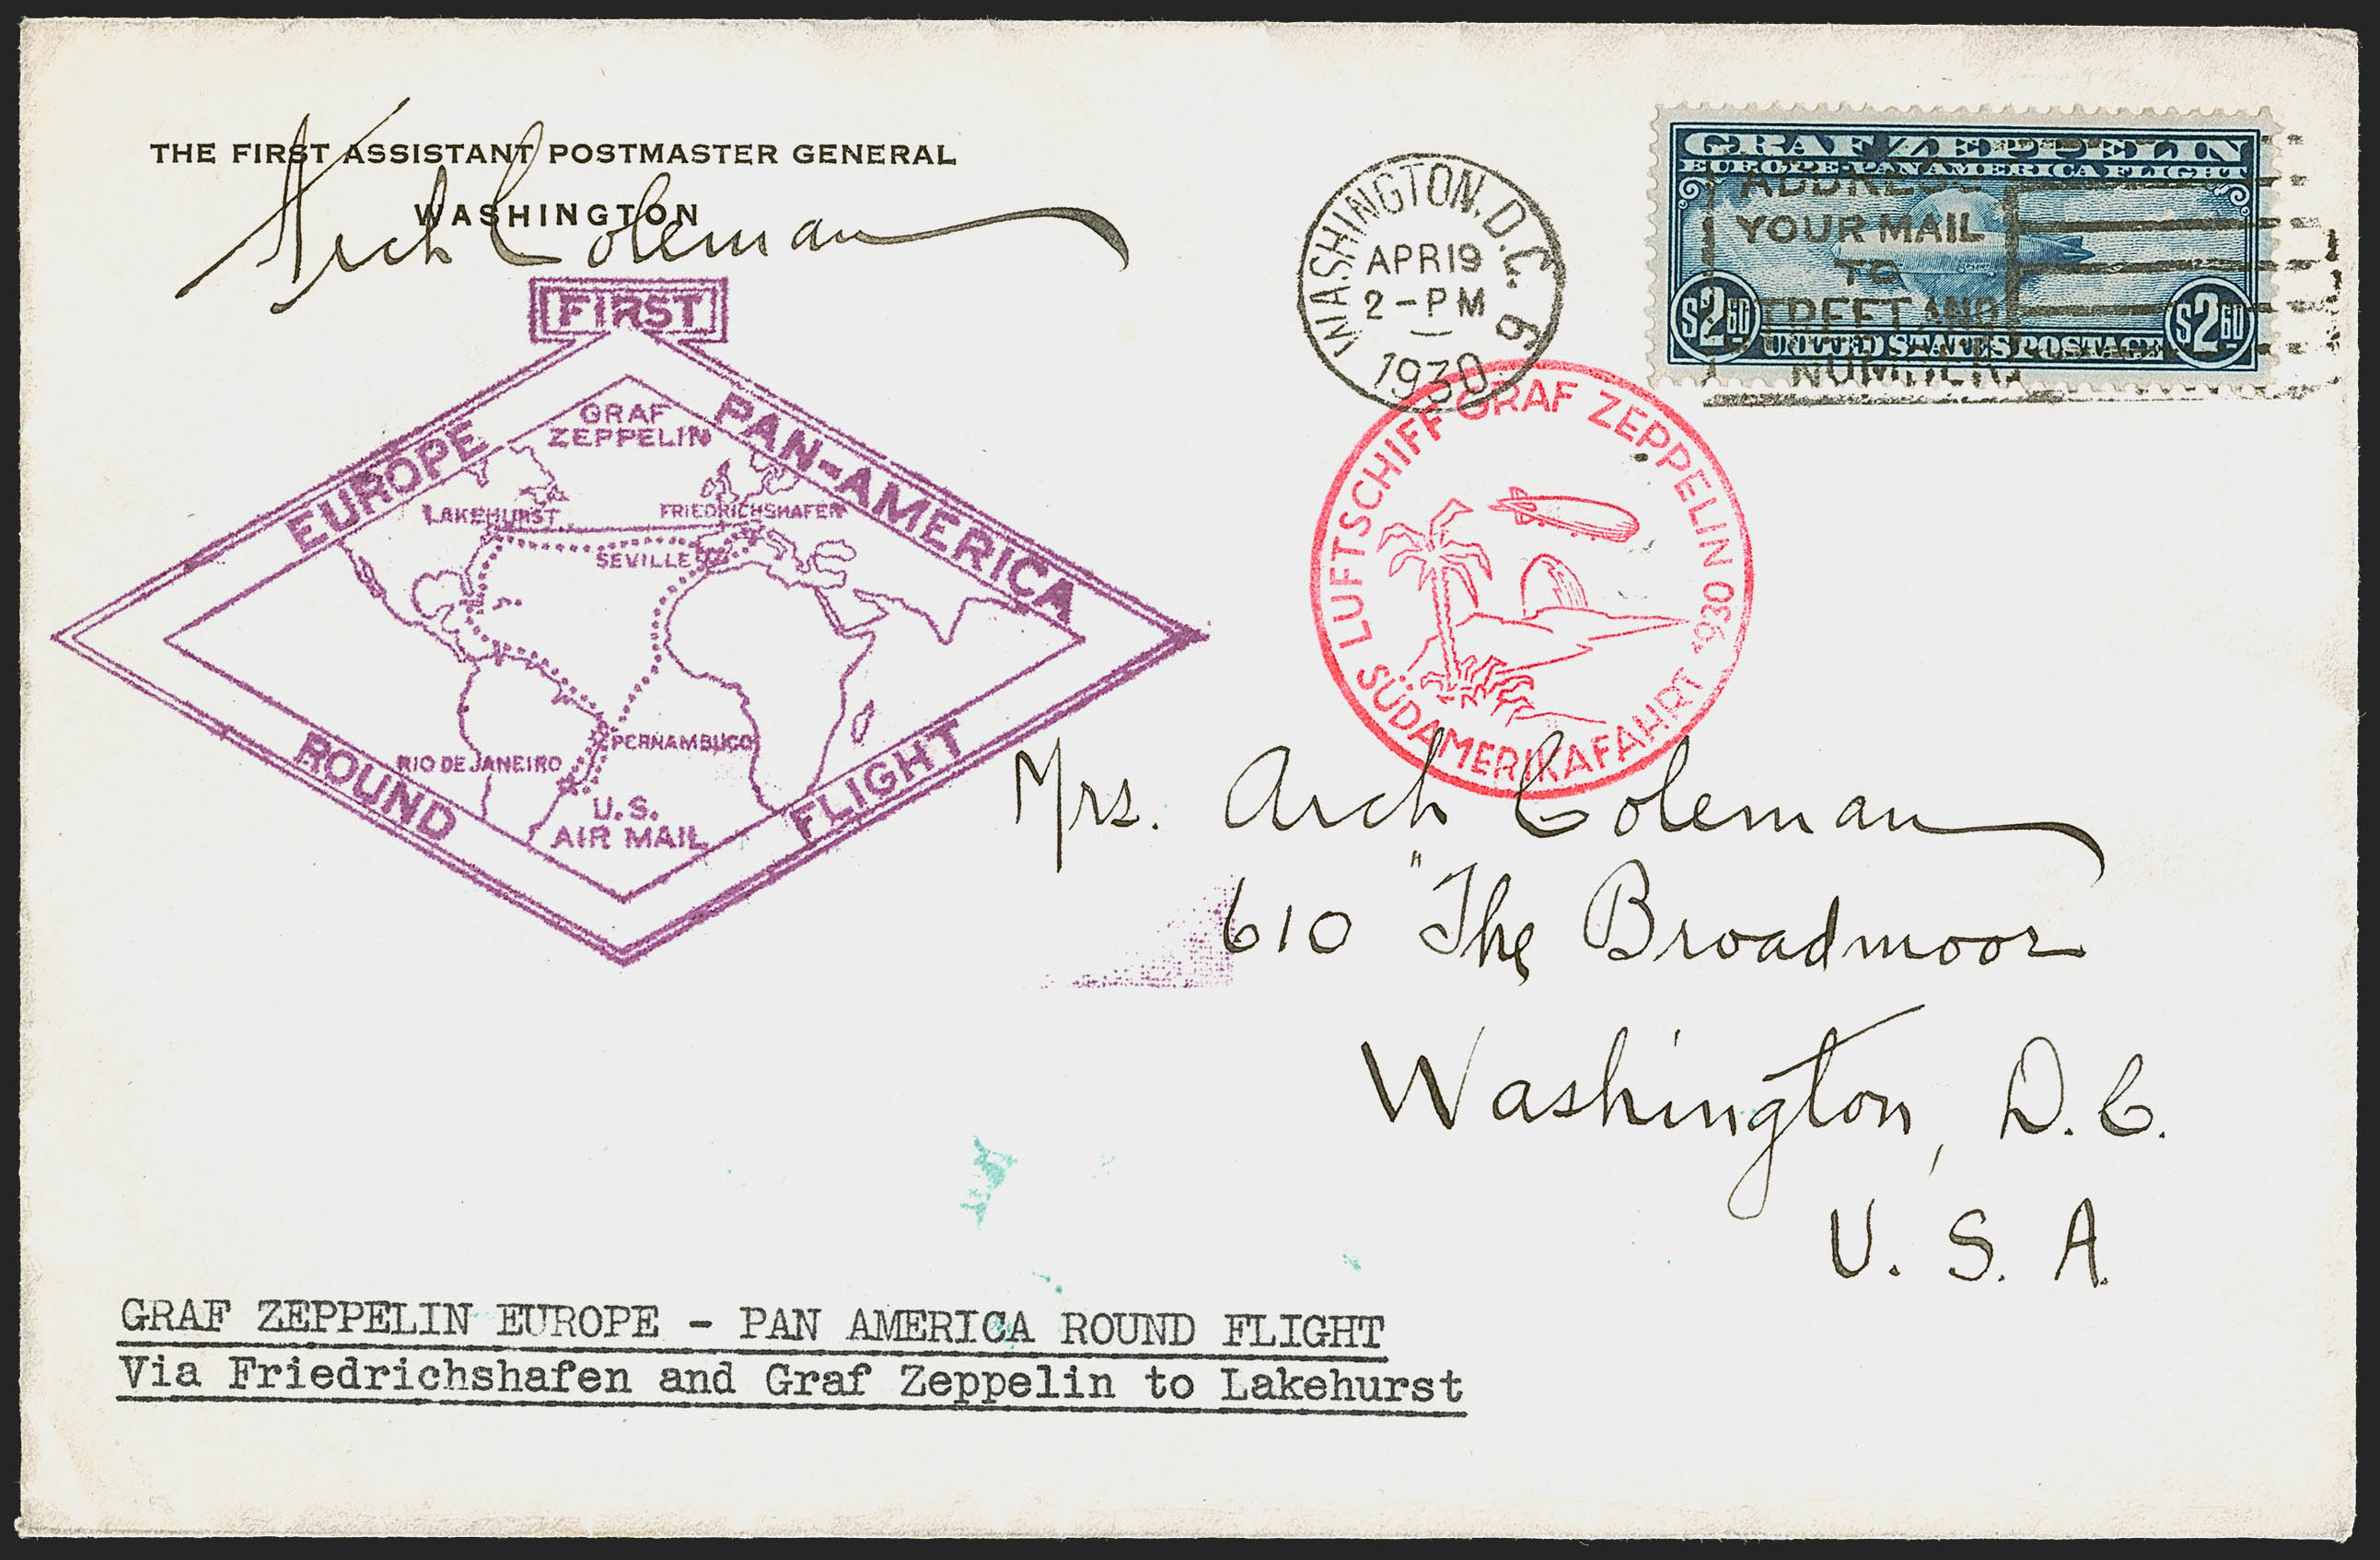 THE FIRST ASSISTANT POSTMASTER GENERAL
WASHINGTON
Arch Coleman
FIRST
EUROPE PAN-AMERICA
ROUND FLIGHT
GRAF
ZEPPELIN
LAKEHURST
FRIEDRICHSHAFEN
SEVILLE
PERNAMBUCO
RIO DE JANEIRO
U.S.
AIR MAIL
WASHINGTON, D.C. 6
APR 19
2-PM
1930
GRAF ZEPPELIN
EUROPE-PAN AMERICA FLIGHT
$2.60 $2.60
UNITED STATES POSTAGE
ADDRESS
YOUR MAIL
TO
STREET AND
NUMBER
LUFTSCHIFF GRAF ZEPPELIN
SÜDAMERIKAFAHRT 1930
Mrs. Arch Coleman
610 "The Broadmoor
Washington, D.C.
U.S.A.
GRAF ZEPPELIN EUROPE - PAN AMERICA ROUND FLIGHT
Via Friedrichshafen and Graf Zeppelin to Lakehurst